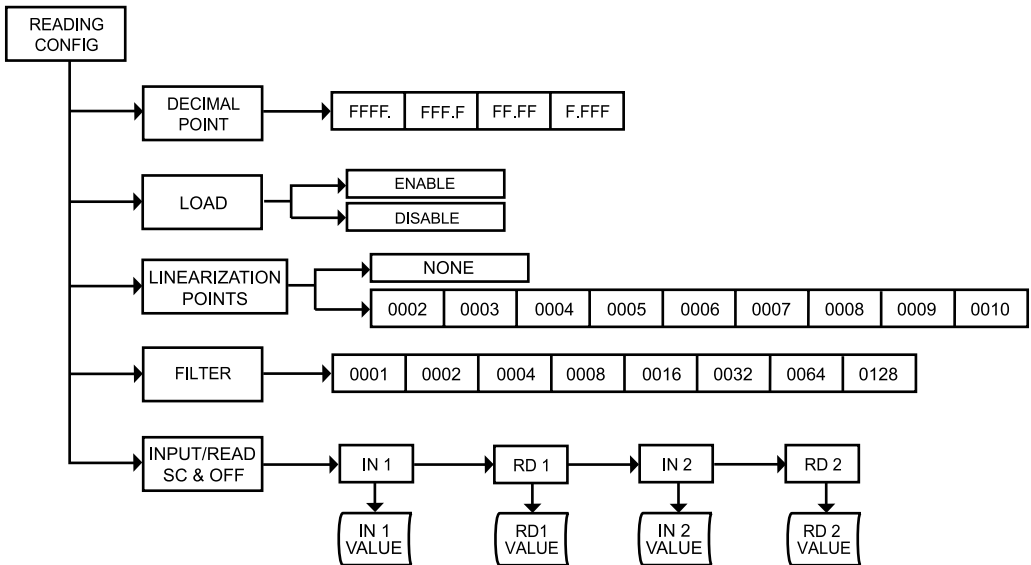 READING
CONFIG
DECIMAL
POINT
FFFF. FFF.F FF.FF F.FFF
LOAD
ENABLE
DISABLE
LINEARIZATION
POINTS
NONE
0002 0003 0004 0005 0006 0007 0008 0009 0010
FILTER
0001 0002 0004 0008 0016 0032 0064 0128
INPUT/READ
SC & OFF
IN 1 RD 1 IN 2 RD 2
IN 1
VALUE
RD1
VALUE
IN 2
VALUE
RD 2
VALUE